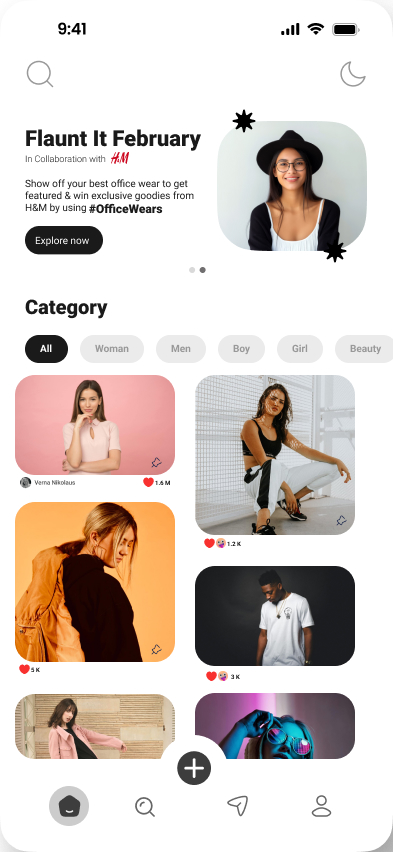 9:41
Flaunt It February
In Collaboration with H&M
Show off your best office wear to get
featured & win exclusive goodies from
H&M by using #OfficeWears
Explore now
Category
All
Woman
Men
Boy
Girl
Beauty
Verna Nikolaus
1.6 M
1.2 K
5 K
3 K